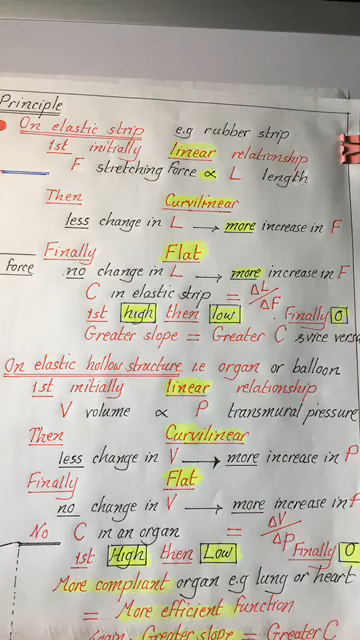 Principle
On elastic strip e.g rubber strip
1st initially linear relationship
F stretching force ∝ L length
Then Curvilinear
less change in L → more increase in F
Finally Flat
force no change in L → more increase in F
C in elastic strip = ΔL/ΔF
1st high then low Finally 0
Greater slope = Greater C & vice versa
On elastic hollow structure i.e organ or balloon
1st initially linear relationship
V volume ∝ P transmural pressure
Then Curvilinear
less change in V → more increase in P
Finally Flat
no change in V → more increase in P
No C in an organ = ΔV/ΔP
1st High then Low Finally 0
More compliant organ e.g lung or heart
= More efficient function
Greater slope = Greater C